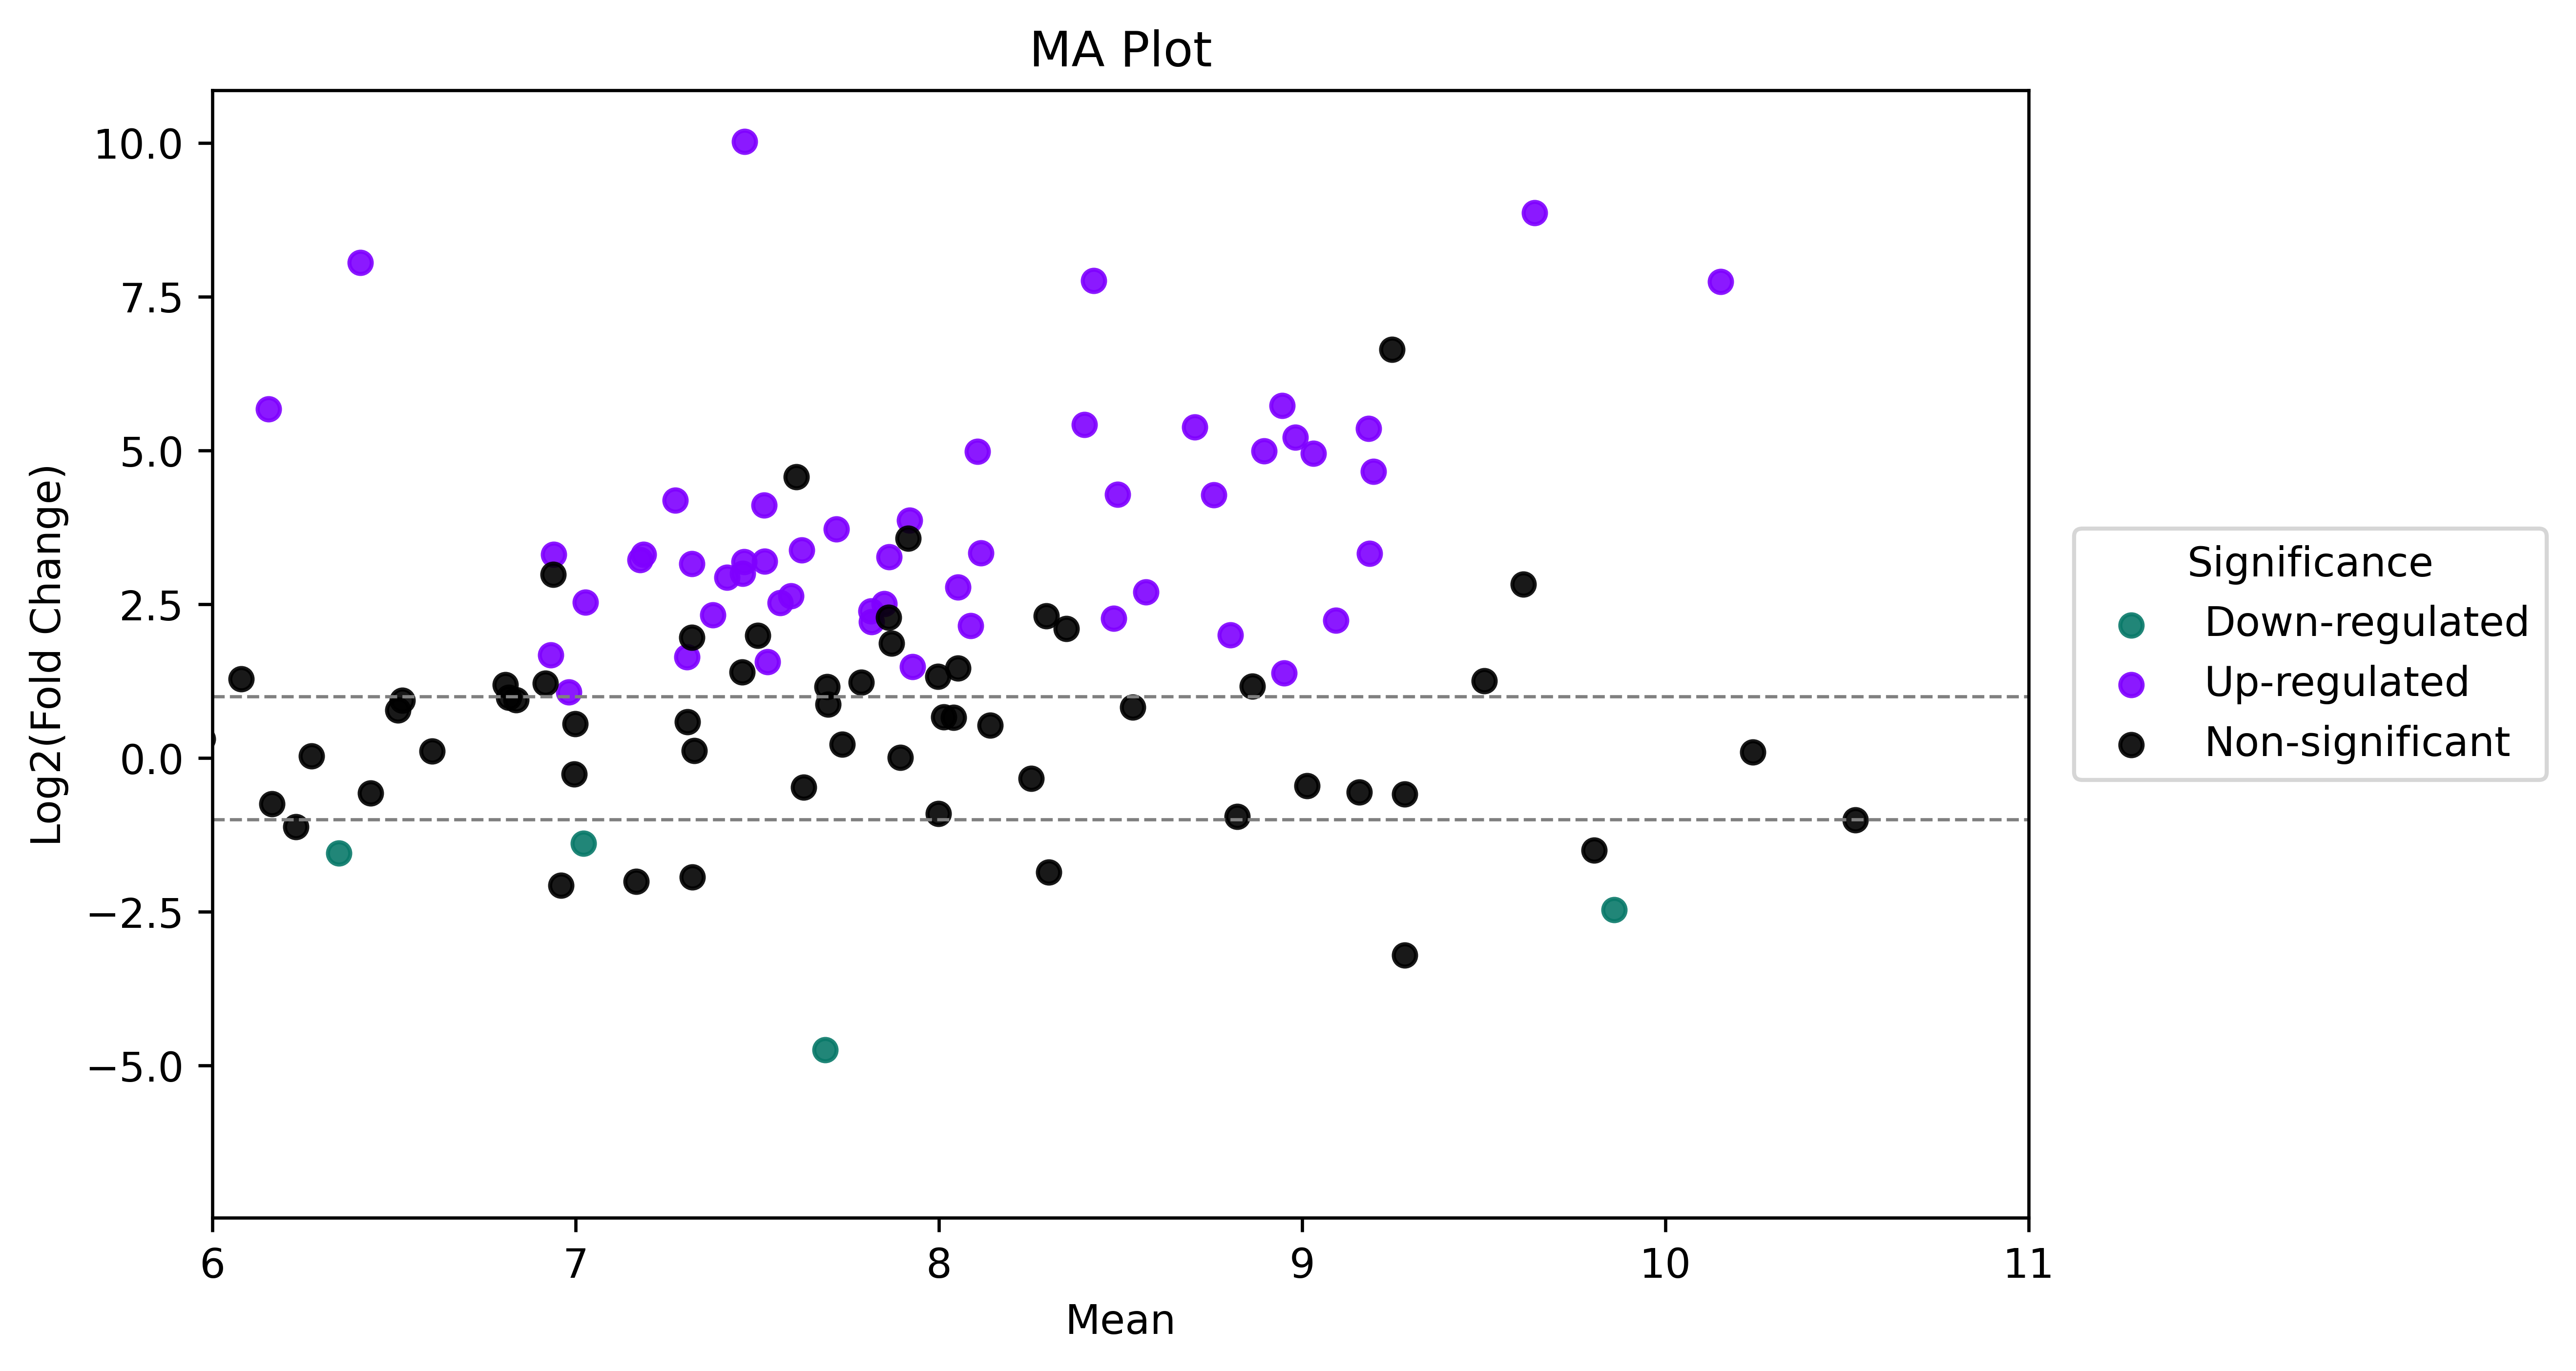 MA Plot
10.0
7.5
5.0
2.5
0.0
−2.5
−5.0
Log2(Fold Change)
6 7 8 9 10 11
Mean
Significance
Down-regulated
Up-regulated
Non-significant